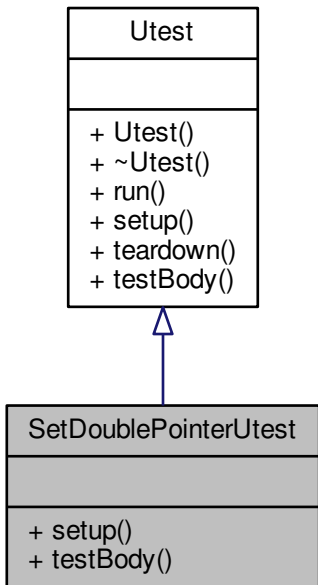 Utest
+ Utest()
+ ~Utest()
+ run()
+ setup()
+ teardown()
+ testBody()
SetDoublePointerUtest
+ setup()
+ testBody()